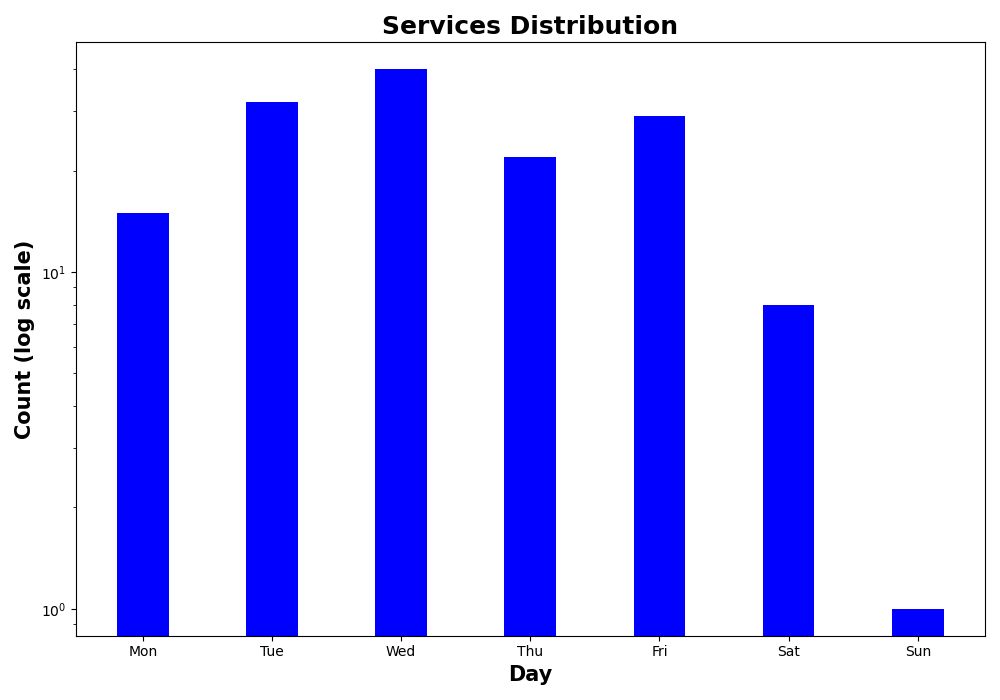 Services Distribution
Count (log scale)
10¹
10⁰
Mon Tue Wed Thu Fri Sat Sun
Day